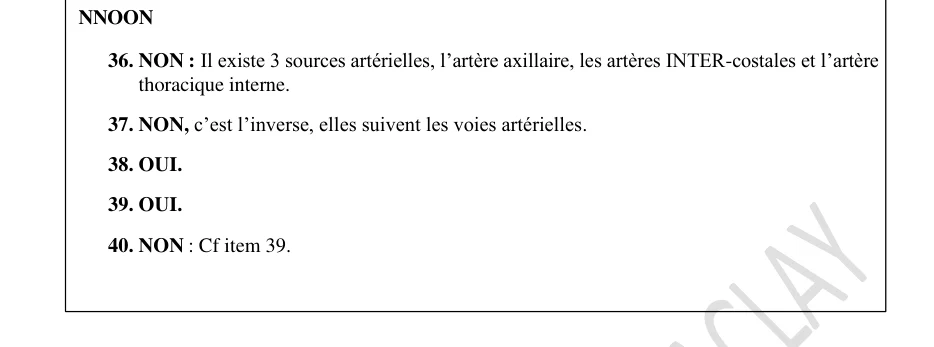 NNOON
36. NON : Il existe 3 sources artérielles, l’artère axillaire, les artères INTER-costales et l’artère
thoracique interne.
37. NON, c’est l’inverse, elles suivent les voies artérielles.
38. OUI.
39. OUI.
40. NON : Cf item 39.
CLAY